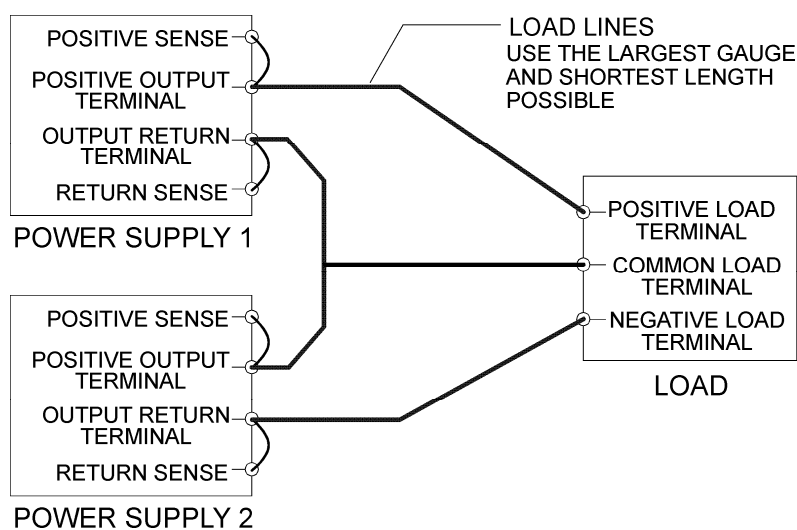 POSITIVE SENSE
POSITIVE OUTPUT
TERMINAL
OUTPUT RETURN
TERMINAL
RETURN SENSE
POWER SUPPLY 1
LOAD LINES
USE THE LARGEST GAUGE
AND SHORTEST LENGTH
POSSIBLE
POSITIVE SENSE
POSITIVE OUTPUT
TERMINAL
OUTPUT RETURN
TERMINAL
RETURN SENSE
POWER SUPPLY 2
POSITIVE LOAD
TERMINAL
COMMON LOAD
TERMINAL
NEGATIVE LOAD
TERMINAL
LOAD